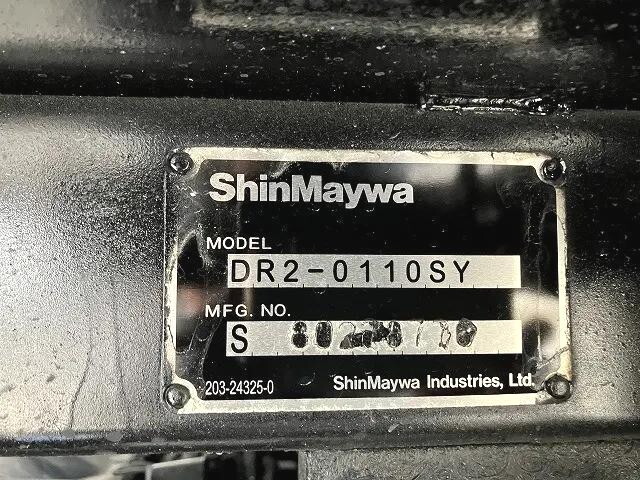 ShinMaywa
MODEL
DR2-0110SY
MFG. NO.
S
203-24325-0 ShinMaywa Industries, Ltd.